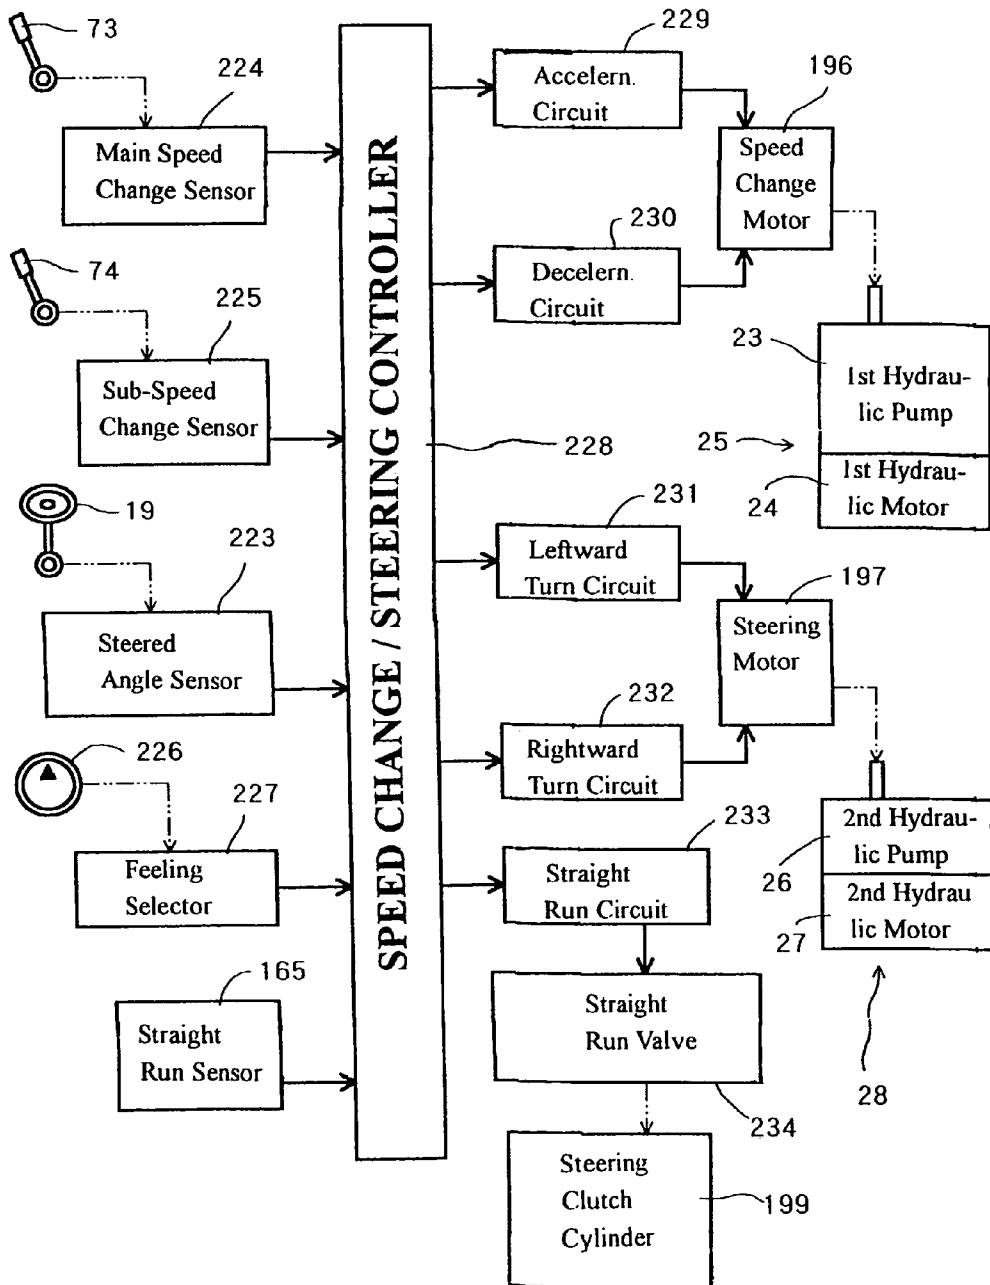 73
224
Main Speed
Change Sensor
74
225
Sub-Speed
Change Sensor
19
223
Steered
Angle Sensor
226
227
Feeling
Selector
165
Straight
Run Sensor
SPEED CHANGE / STEERING CONTROLLER
228
229
Accelern.
Circuit
230
Decelern.
Circuit
196
Speed
Change
Motor
23
1st Hydrau-
lic Pump
25
1st Hydrau-
lic Motor
24
231
Leftward
Turn Circuit
197
Steering
Motor
232
Rightward
Turn Circuit
233
Straight
Run Circuit
2nd Hydrau-
lic Pump
26
2nd Hydrau
lic Motor
27
28
Straight
Run Valve
234
Steering
Clutch
Cylinder
199